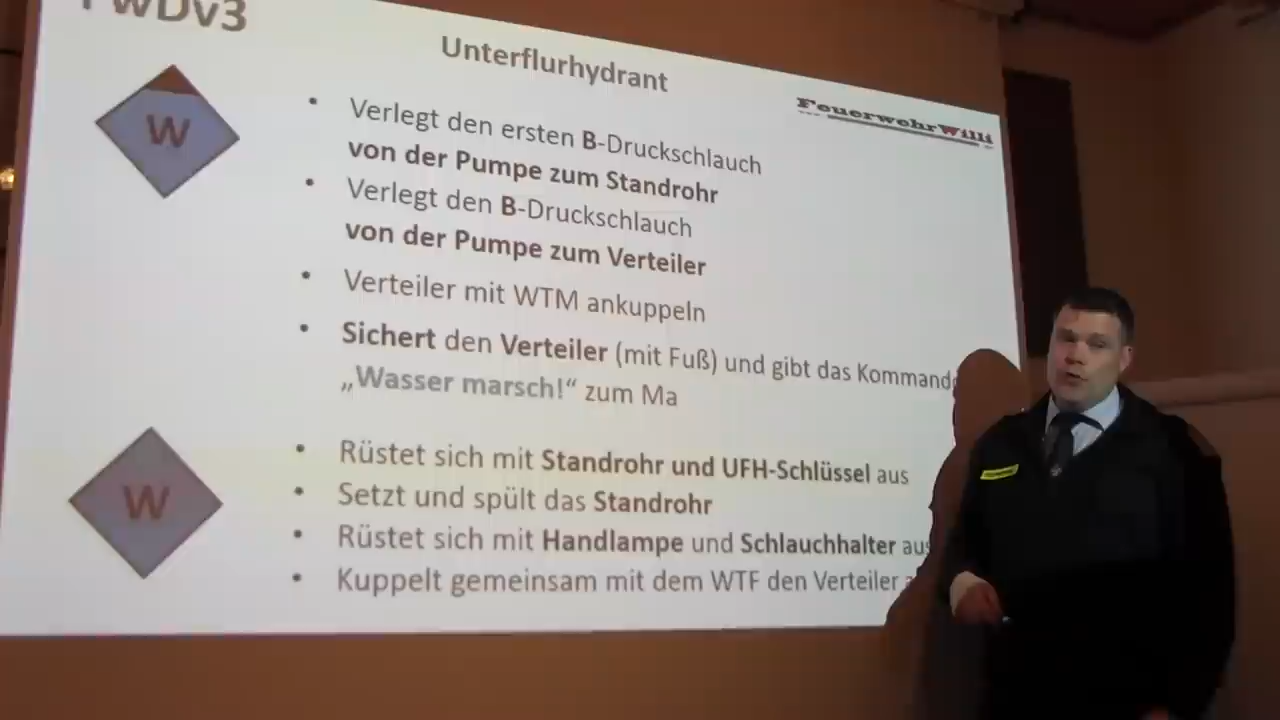 FwDv3
Unterflurhydrant
FeuerwehrWilli
W
• Verlegt den ersten B-Druckschlauch
von der Pumpe zum Standrohr
• Verlegt den B-Druckschlauch
von der Pumpe zum Verteiler
• Verteiler mit WTM ankuppeln
• Sichert den Verteiler (mit Fuß) und gibt das Kommand
„Wasser marsch!“ zum Ma
W
• Rüstet sich mit Standrohr und UFH-Schlüssel aus
• Setzt und spült das Standrohr
• Rüstet sich mit Handlampe und Schlauchhalter aus
• Kuppelt gemeinsam mit dem WTF den Verteiler